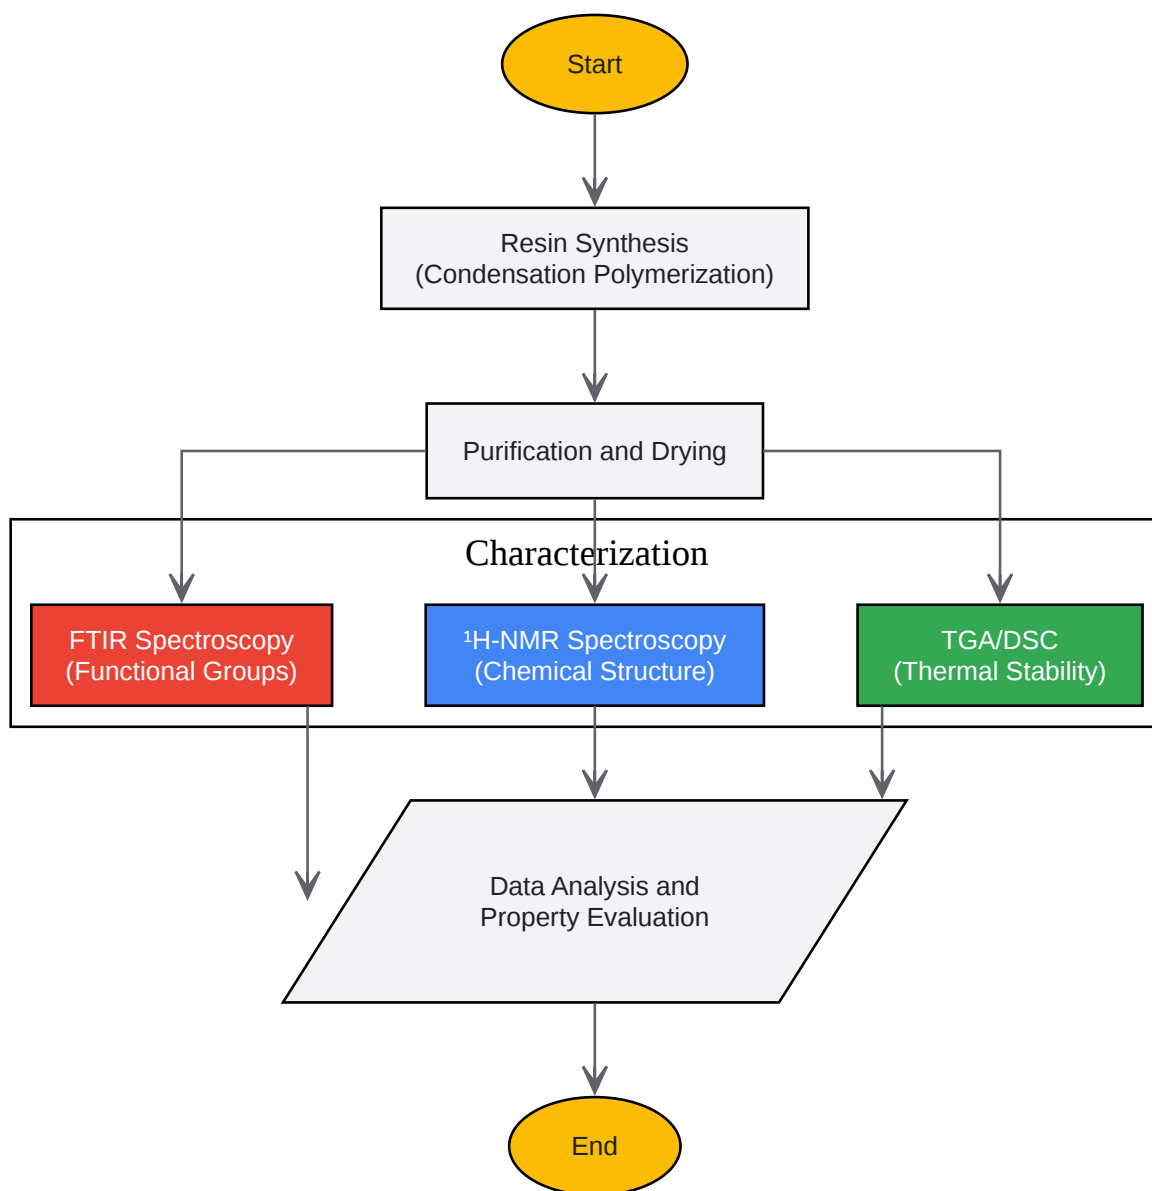 Start
Resin Synthesis
(Condensation Polymerization)
Purification and Drying
Characterization
FTIR Spectroscopy
(Functional Groups)
¹H-NMR Spectroscopy
(Chemical Structure)
TGA/DSC
(Thermal Stability)
Data Analysis and
Property Evaluation
End